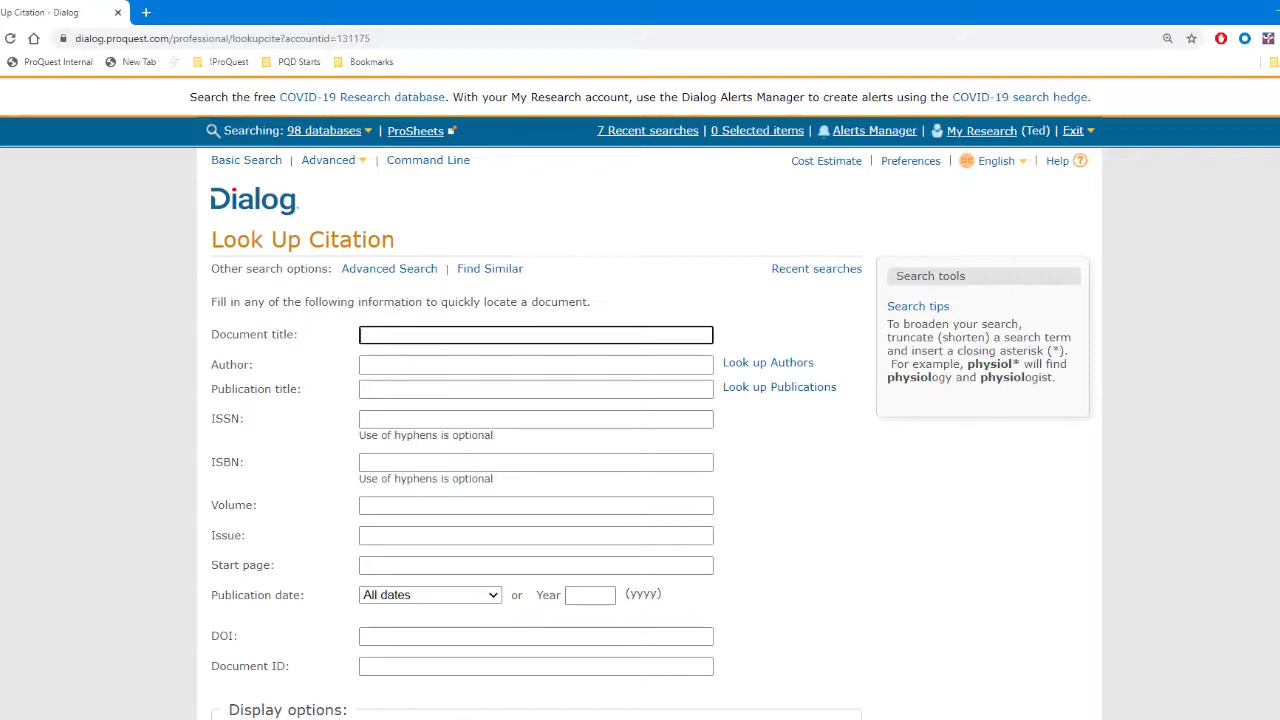 Up Citation - Dialog
dialog.proquest.com/professional/lookupcite?accountid=131175
ProQuest Internal New Tab !ProQuest PQD Starts Bookmarks
Search the free COVID-19 Research database. With your My Research account, use the Dialog Alerts Manager to create alerts using the COVID-19 search hedge.
Searching: 98 databases | ProSheets 7 Recent searches | 0 Selected items | Alerts Manager | My Research (Ted) | Exit
Basic Search | Advanced | Command Line Cost Estimate | Preferences | English | Help ?
Dialog
Look Up Citation
Other search options: Advanced Search | Find Similar Recent searches
Fill in any of the following information to quickly locate a document.
Document title:
Author: Look up Authors
Publication title: Look up Publications
ISSN:
Use of hyphens is optional
ISBN:
Use of hyphens is optional
Volume:
Issue:
Start page:
Publication date: All dates or Year (yyyy)
DOI:
Document ID:
Display options:
Search tools
Search tips
To broaden your search,
truncate (shorten) a search term
and insert a closing asterisk (*).
For example, physiol* will find
physiology and physiologist.